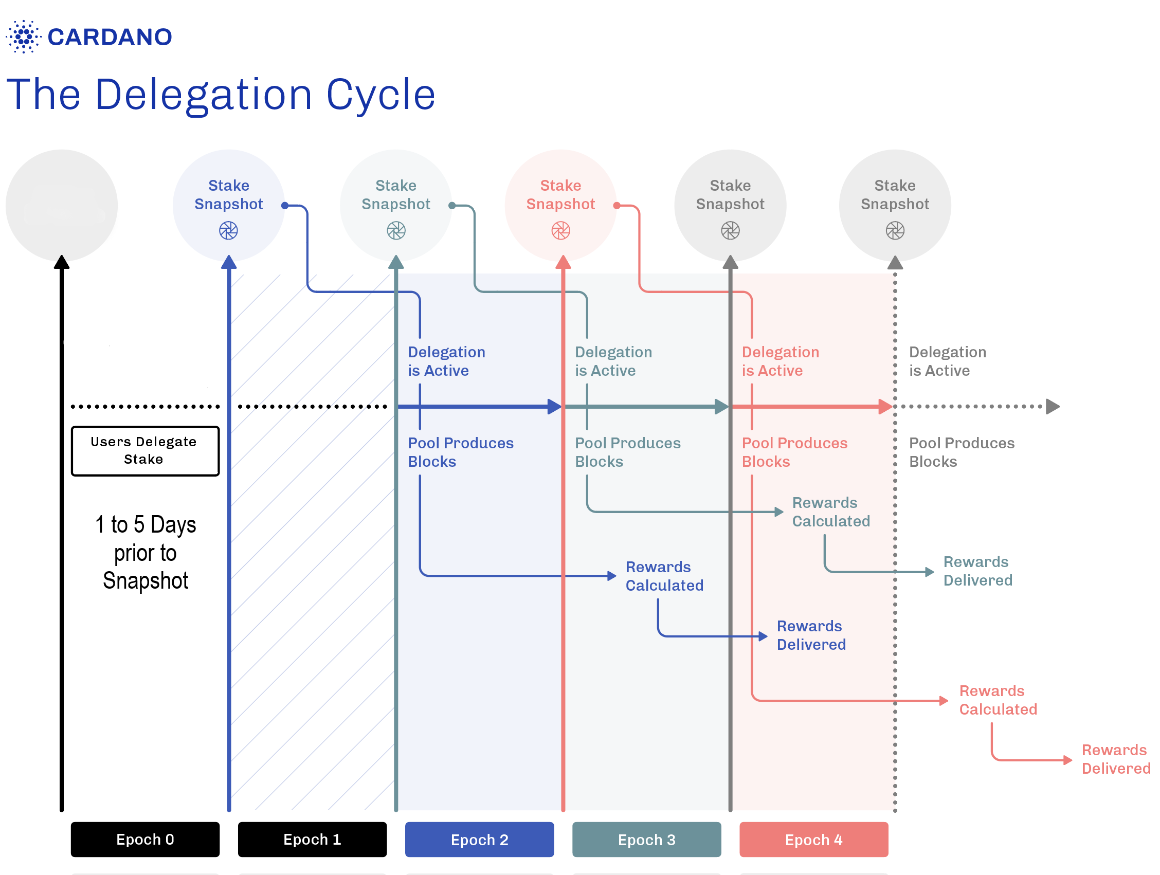 CARDANO
The Delegation Cycle
Stake
Snapshot
Stake
Snapshot
Stake
Snapshot
Stake
Snapshot
Stake
Snapshot
Delegation
is Active
Delegation
is Active
Delegation
is Active
Delegation
is Active
Users Delegate
Stake
Pool Produces
Blocks
Pool Produces
Blocks
Pool Produces
Blocks
Pool Produces
Blocks
1 to 5 Days
prior to
Snapshot
Rewards
Calculated
Rewards
Delivered
Rewards
Calculated
Rewards
Delivered
Rewards
Calculated
Rewards
Delivered
Epoch 0
Epoch 1
Epoch 2
Epoch 3
Epoch 4